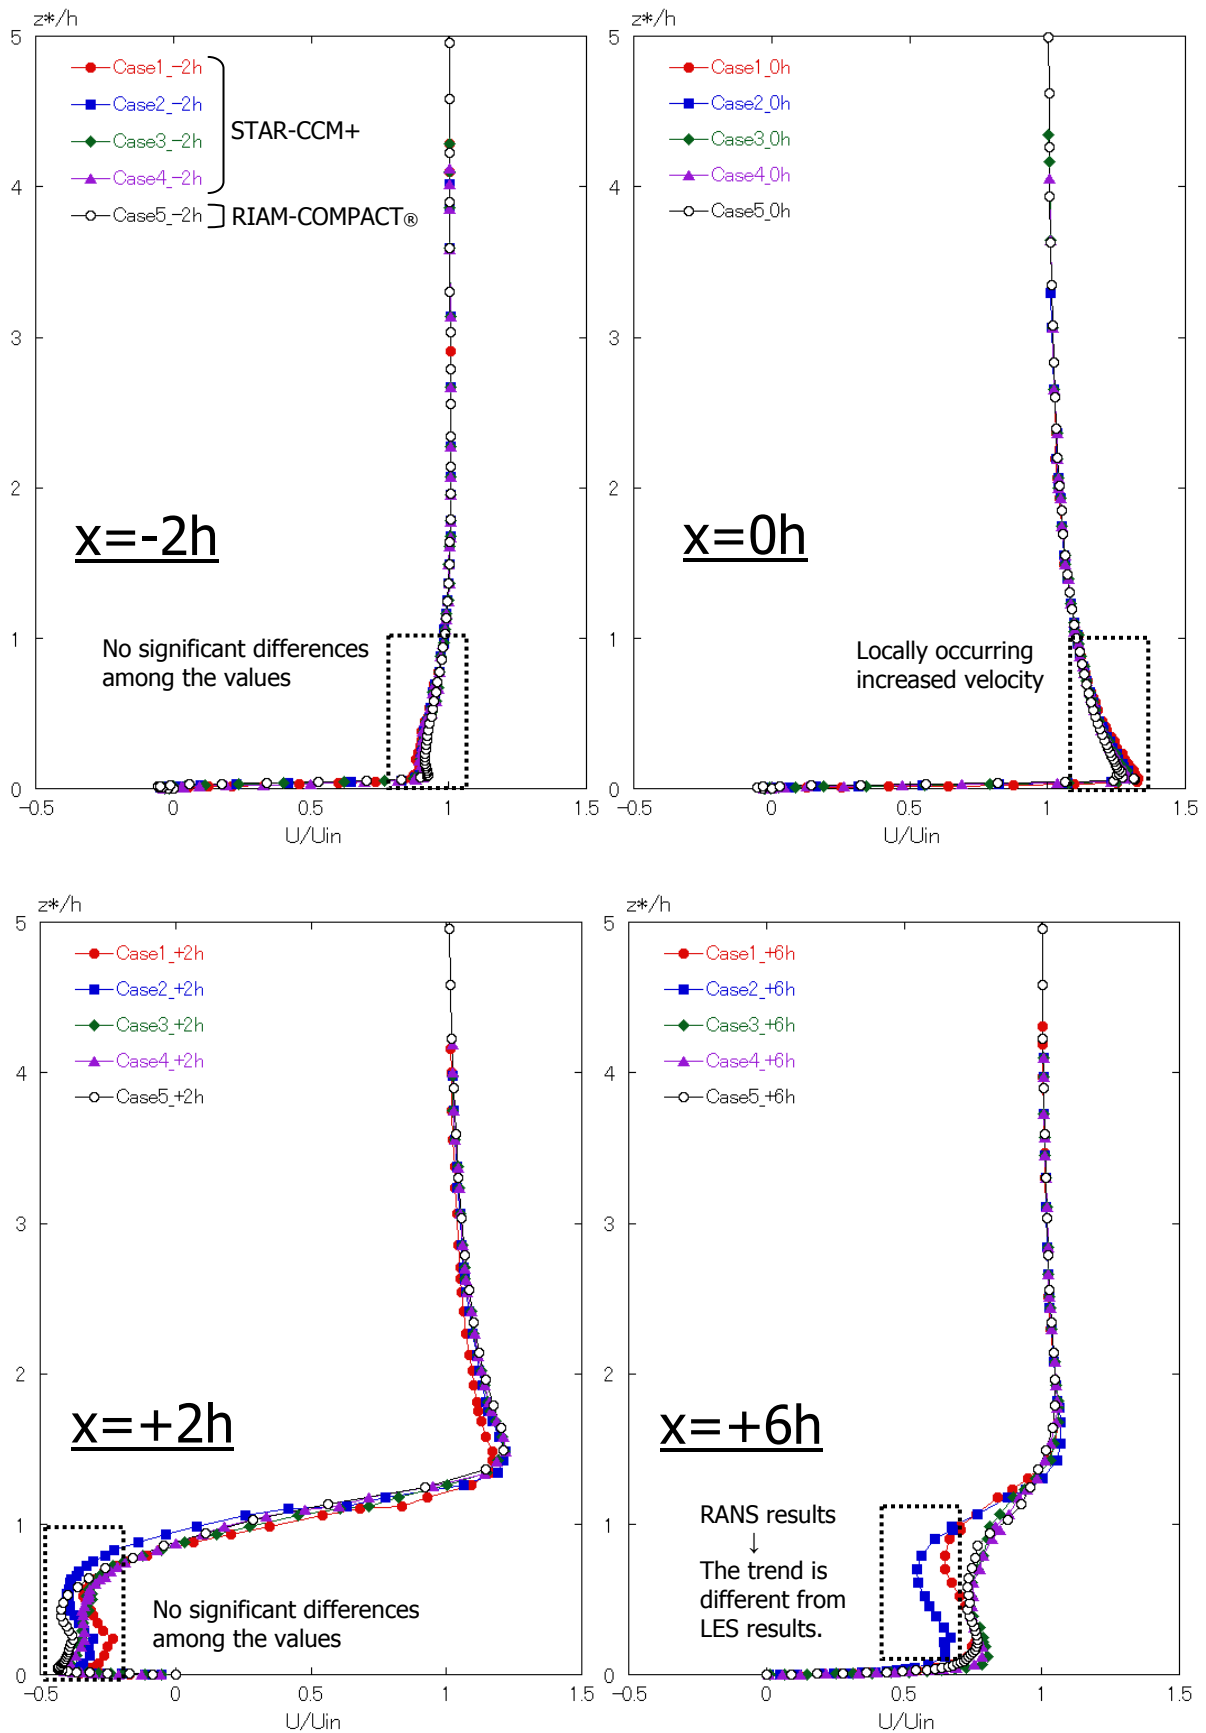 z*/h
5
4
3
2
1
0
-0.5
0
0.5
1
1.5
U/Uin
Case1_-2h
Case2_-2h
Case3_-2h
Case4_-2h
Case5_-2h
STAR-CCM+
RIAM-COMPACT®
x=-2h
No significant differences
among the values
z*/h
5
4
3
2
1
0
-0.5
0
0.5
1
1.5
U/Uin
Case1_0h
Case2_0h
Case3_0h
Case4_0h
Case5_0h
x=0h
Locally occurring
increased velocity
z*/h
5
4
3
2
1
0
-0.5
0
0.5
1
1.5
U/Uin
Case1_+2h
Case2_+2h
Case3_+2h
Case4_+2h
Case5_+2h
x=+2h
No significant differences
among the values
z*/h
5
4
3
2
1
0
-0.5
0
0.5
1
1.5
U/Uin
Case1_+6h
Case2_+6h
Case3_+6h
Case4_+6h
Case5_+6h
x=+6h
RANS results
↓
The trend is
different from
LES results.